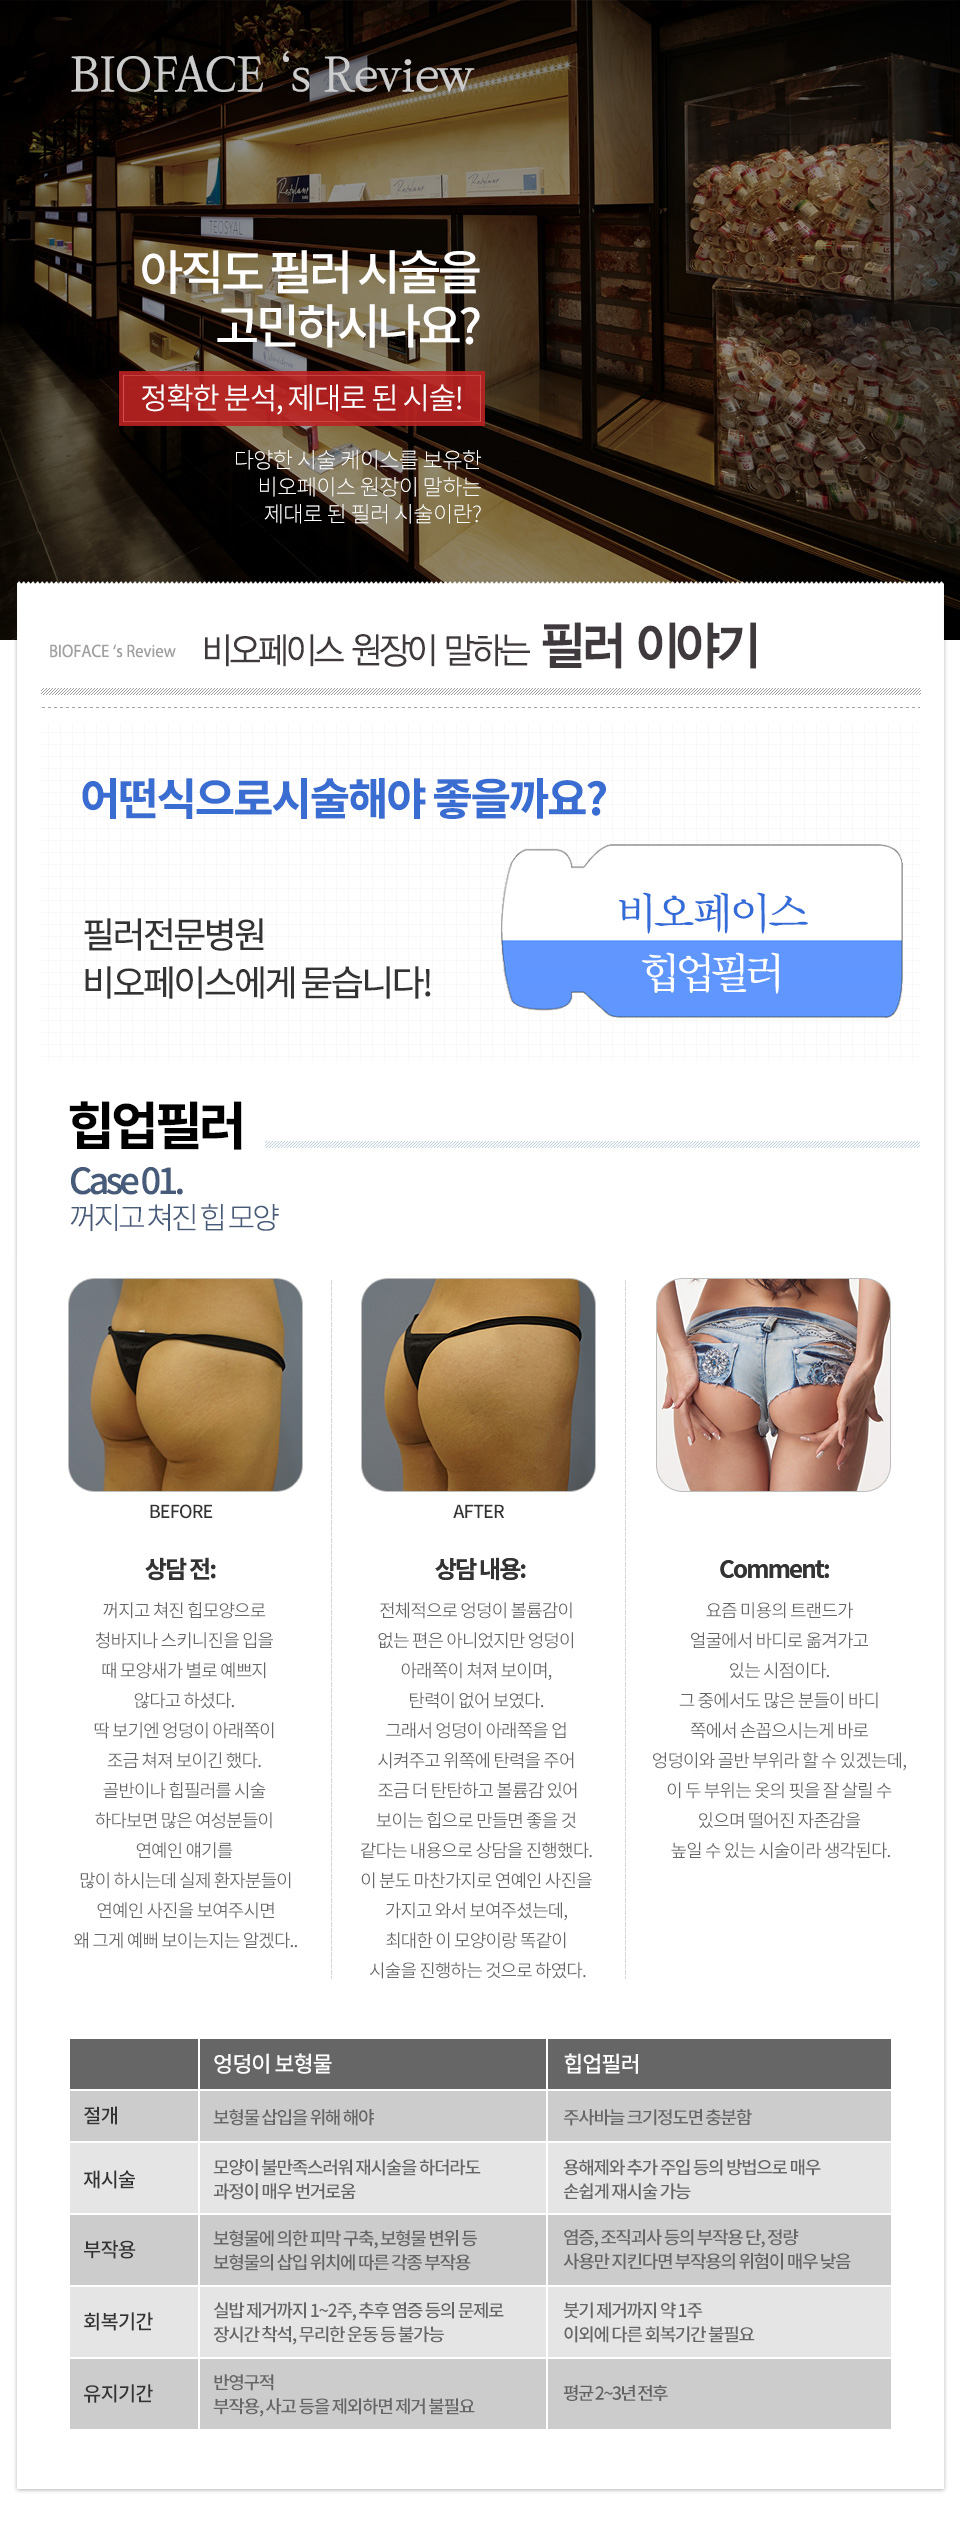 BIOFACE ‘s Review
Restylane
Restylane
Restylane
TEOSYAL
아직도 필러 시술을
고민하시나요?
정확한 분석, 제대로 된 시술!
다양한 시술 케이스를 보유한
비오페이스 원장이 말하는
제대로 된 필러 시술이란?
BIOFACE ‘s Review 비오페이스 원장이 말하는 필러 이야기
어떤식으로시술해야 좋을까요?
필러전문병원
비오페이스에게 묻습니다!
비오페이스
힙업필러
힙업필러
Case 01.
꺼지고 쳐진 힙 모양
BEFORE
상담 전:
꺼지고 쳐진 힙모양으로
청바지나 스키니진을 입을
때 모양새가 별로 예쁘지
않다고 하셨다.
딱 보기엔 엉덩이 아래쪽이
조금 쳐져 보이긴 했다.
골반이나 힙필러를 시술
하다보면 많은 여성분들이
연예인 얘기를
많이 하시는데 실제 환자분들이
연예인 사진을 보여주시면
왜 그게 예뻐 보이는지는 알겠다..
AFTER
상담 내용:
전체적으로 엉덩이 볼륨감이
없는 편은 아니었지만 엉덩이
아래쪽이 쳐져 보이며,
탄력이 없어 보였다.
그래서 엉덩이 아래쪽을 업
시켜주고 위쪽에 탄력을 주어
조금 더 탄탄하고 볼륨감 있어
보이는 힙으로 만들면 좋을 것
같다는 내용으로 상담을 진행했다.
이 분도 마찬가지로 연예인 사진을
가지고 와서 보여주셨는데,
최대한 이 모양이랑 똑같이
시술을 진행하는 것으로 하였다.
Comment:
요즘 미용의 트랜드가
얼굴에서 바디로 옮겨가고
있는 시점이다.
그 중에서도 많은 분들이 바디
쪽에서 손꼽으시는게 바로
엉덩이와 골반 부위라 할 수 있겠는데,
이 두 부위는 옷의 핏을 잘 살릴 수
있으며 떨어진 자존감을
높일 수 있는 시술이라 생각된다.
엉덩이 보형물 힙업필러
절개 보형물 삽입을 위해 해야 주사바늘 크기정도면 충분함
재시술
모양이 불만족스러워 재시술을 하더라도
과정이 매우 번거로움
용해제와 추가 주입 등의 방법으로 매우
손쉽게 재시술 가능
부작용
보형물에 의한 피막 구축, 보형물 변위 등
보형물의 삽입 위치에 따른 각종 부작용
염증, 조직괴사 등의 부작용 단, 정량
사용만 지킨다면 부작용의 위험이 매우 낮음
회복기간
실밥 제거까지 1~2주, 추후 염증 등의 문제로
장시간 착석, 무리한 운동 등 불가능
붓기 제거까지 약 1주
이외에 다른 회복기간 불필요
유지기간
반영구적
부작용, 사고 등을 제외하면 제거 불필요
평균 2~3년 전후